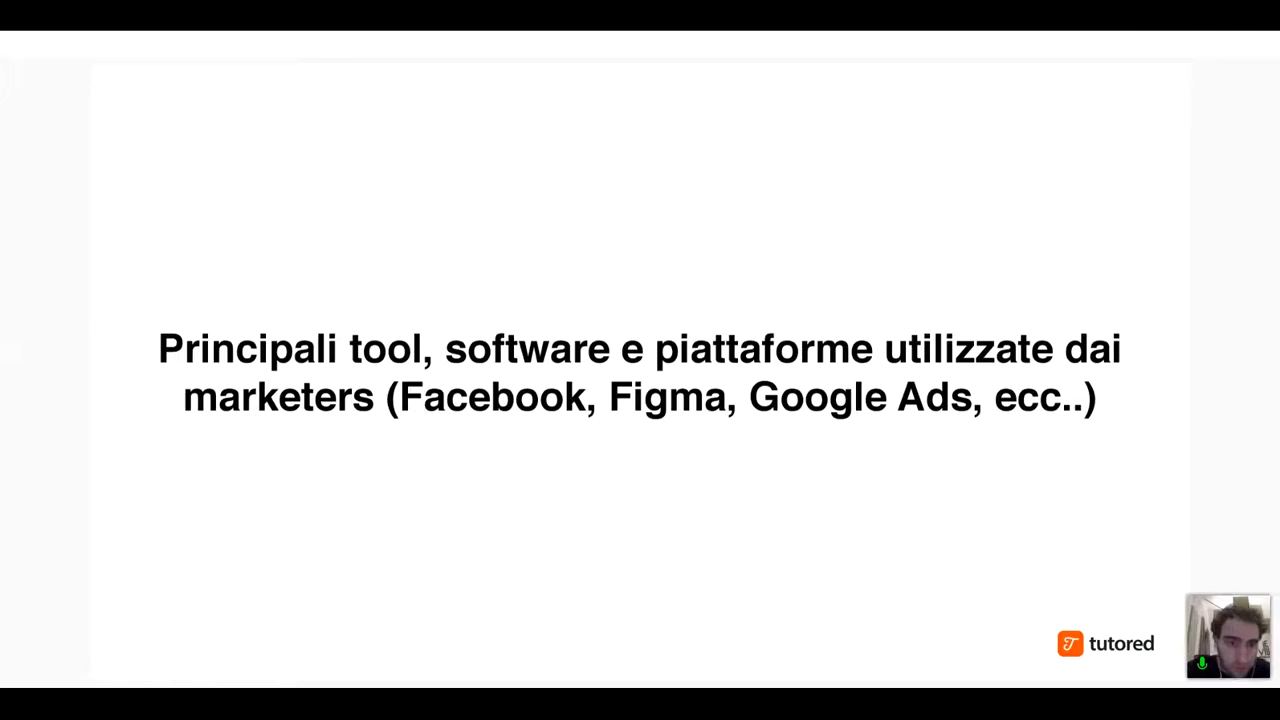 Principali tool, software e piattaforme utilizzate dai
marketers (Facebook, Figma, Google Ads, ecc..)
tutored